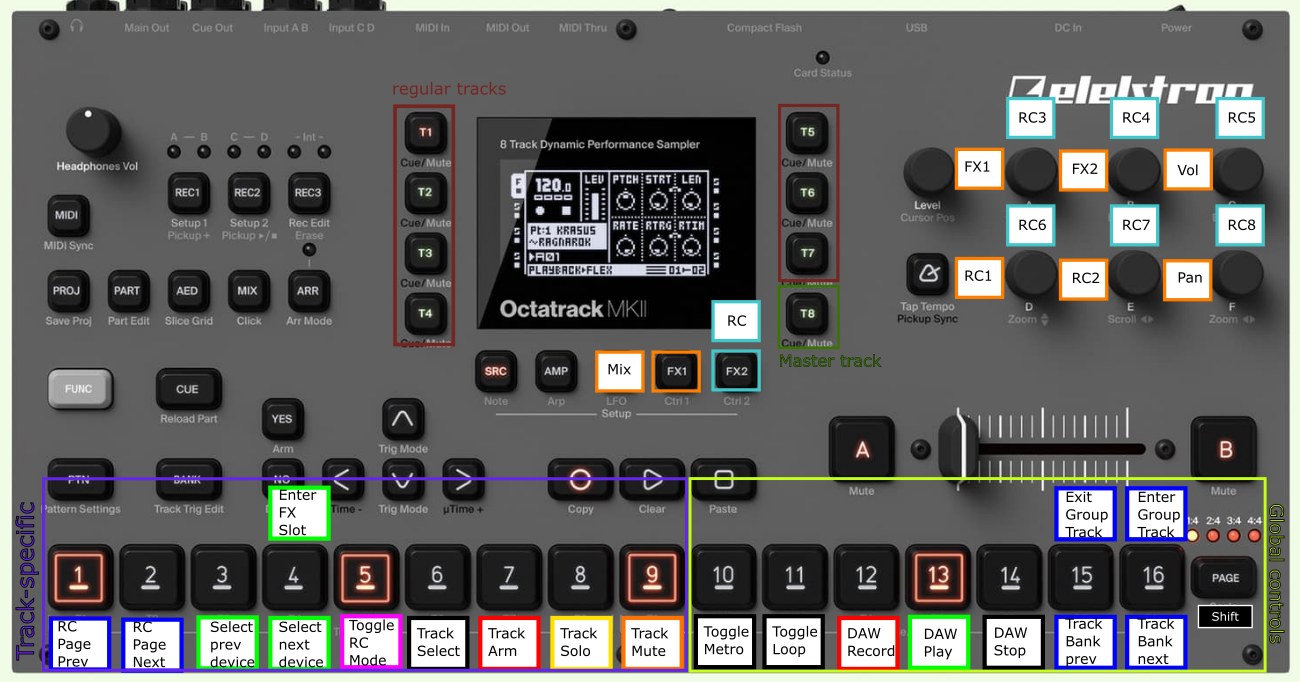 Main Out
Cue Out
Input A B
Input C D
MIDI In
MIDI Out
MIDI Thru
Compact Flash
USB
DC In
Power
Card Status
elektron
regular tracks
Headphones Vol
A — B
C — D
- Int -
REC1
REC2
REC3
Setup 1
Pickup +
Setup 2
Pickup ▸/■
Rec Edit
Erase
MIDI
MIDI Sync
PROJ
PART
AED
MIX
ARR
Save Proj
Part Edit
Slice Grid
Click
Arr Mode
T1
Cue/Mute
T2
Cue/Mute
T3
Cue/Mute
T4
Cue/Mute
8 Track Dynamic Performance Sampler
120.0
LEV
PTCH
STRT
LEN
RATE
RTRG
RTIM
PT:1 KRASUS
~RAGNAROK
A01
PLAYBACK▸FLEX
01
02
Octatrack MKII
T5
Cue/Mute
T6
Cue/Mute
T7
Cue/Mute
T8
Cue/Mute
Master track
RC3
RC4
RC5
FX1
FX2
Vol
Level
Cursor Pos
A
RC6
RC7
RC8
RC1
RC2
Pan
Tap Tempo
Pickup Sync
D
Zoom
E
Scroll
F
Zoom
RC
SRC
AMP
Mix
FX1
FX2
Note
Arp
LFO
Ctrl 1
Ctrl 2
Setup
FUNC
CUE
Reload Part
YES
Arm
Trig Mode
A
Mute
B
Mute
PTN
BANK
NO
Pattern Settings
Track Trig Edit
Time -
Trig Mode
µTime +
Copy
Clear
Paste
Enter
FX
Slot
Exit
Group
Track
Enter
Group
Track
1:4
2:4
3:4
4:4
Track-specific
Global controls
1
2
3
4
5
6
7
8
9
10
11
12
13
14
15
16
PAGE
Shift
RC
Page
Prev
RC
Page
Next
Select
prev
device
Select
next
device
Toggle
RC
Mode
Track
Select
Track
Arm
Track
Solo
Track
Mute
Toggle
Metro
Toggle
Loop
DAW
Record
DAW
Play
DAW
Stop
Track
Bank
prev
Track
Bank
next